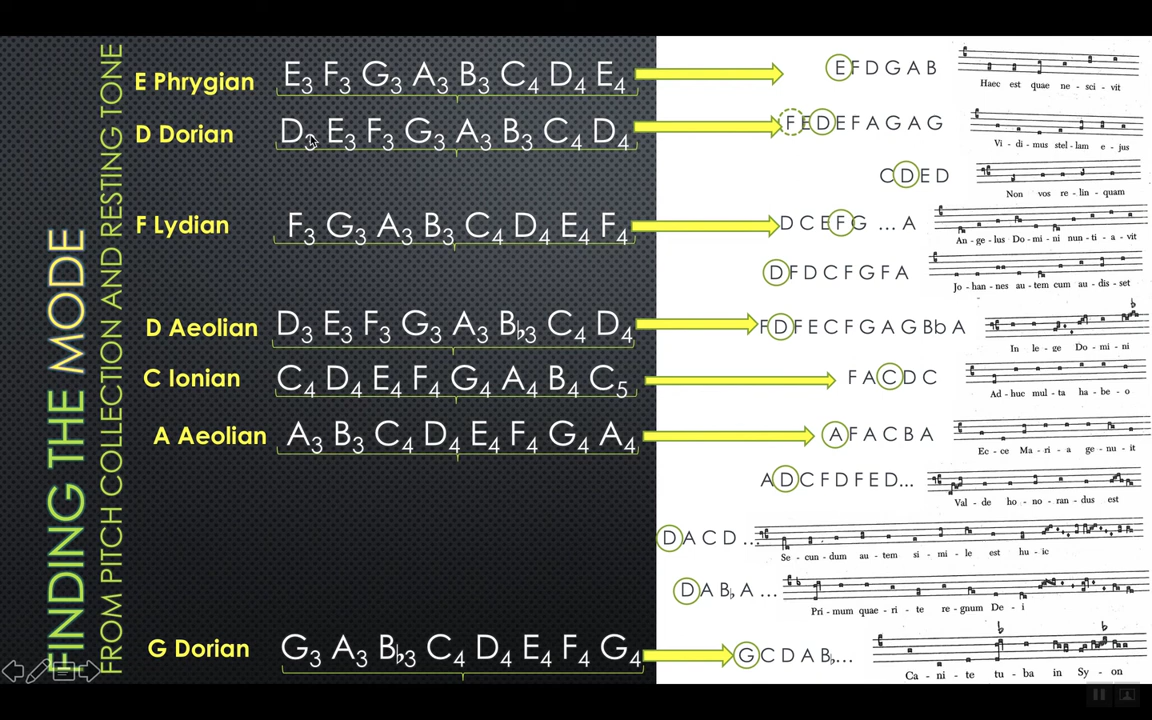 FINDING THE MODE
FROM PITCH COLLECTION AND RESTING TONE
E Phrygian E3 F3 G3 A3 B3 C4 D4 E4 E F D G A B
Haec est quae ne - sci - vit
D Dorian D3 E3 F3 G3 A3 B3 C4 D4 F E D E F A G A G
Vi - di - mus stel - lam e - jus
C D E D
Non vos re - lin - quam
F Lydian F3 G3 A3 B3 C4 D4 E4 F4 D C E F G ... A
An - ge - lus Do - mi - ni nun - ti - a - vit
D F D C F G F A
Jo - han - nes au - tem cum au - dis - set
D Aeolian D3 E3 F3 G3 A3 B♭3 C4 D4 F D F E C F G A G Bb A
In le - ge Do - mi - ni
C Ionian C4 D4 E4 F4 G4 A4 B4 C5 F A C D C
Ad - huc mul - ta ha - be - o
A Aeolian A3 B3 C4 D4 E4 F4 G4 A4 A F A C B A
Ec - ce Ma - ri - a ge - nu - it
A D C F D F E D...
Val - de ho - no - ran - dus est
D A C D ...
Se - cun - dum au - tem si - mi - le est hu - ic
D A B♭ A ...
Pri - mum quae - ri - te re - gnum De - i
G Dorian G3 A3 B♭3 C4 D4 E4 F4 G4 G C D A B♭...
Ca - ni - te tu - ba in Sy - on